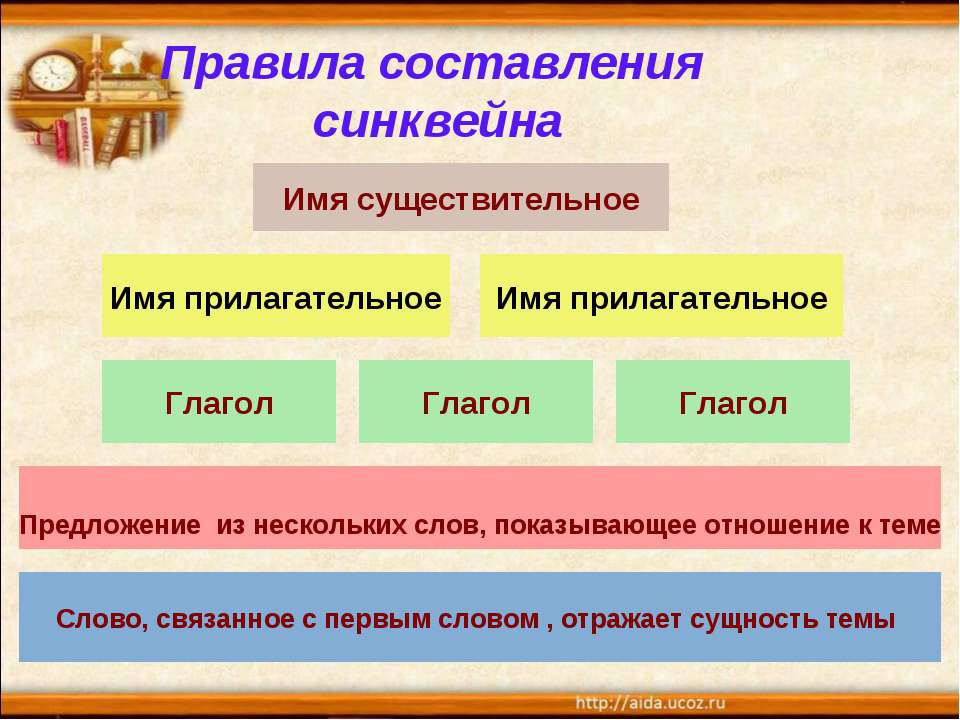 Правила составления
синквейна
Имя существительное
Имя прилагательное Имя прилагательное
Глагол Глагол Глагол
Предложение из нескольких слов, показывающее отношение к теме
Слово, связанное с первым словом , отражает сущность темы
http://aida.ucoz.ru
BASEBALL